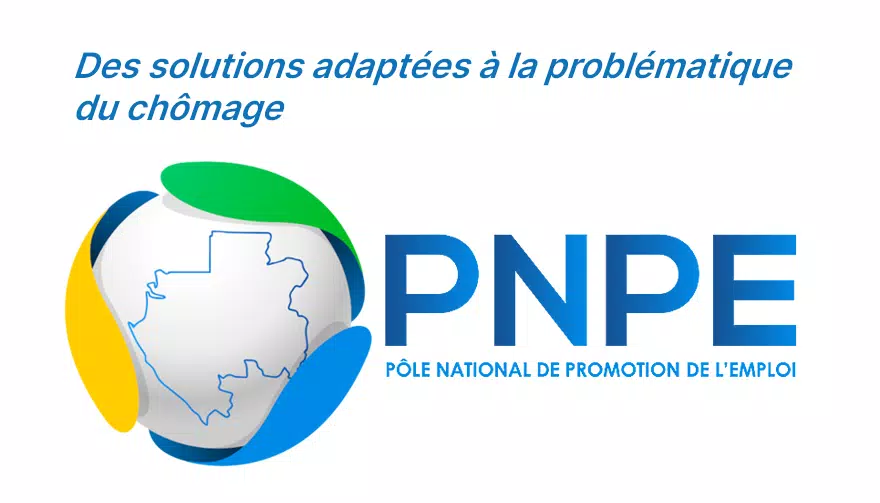 Des solutions adaptées à la problématique
du chômage
PNPE
PÔLE NATIONAL DE PROMOTION DE L'EMPLOI